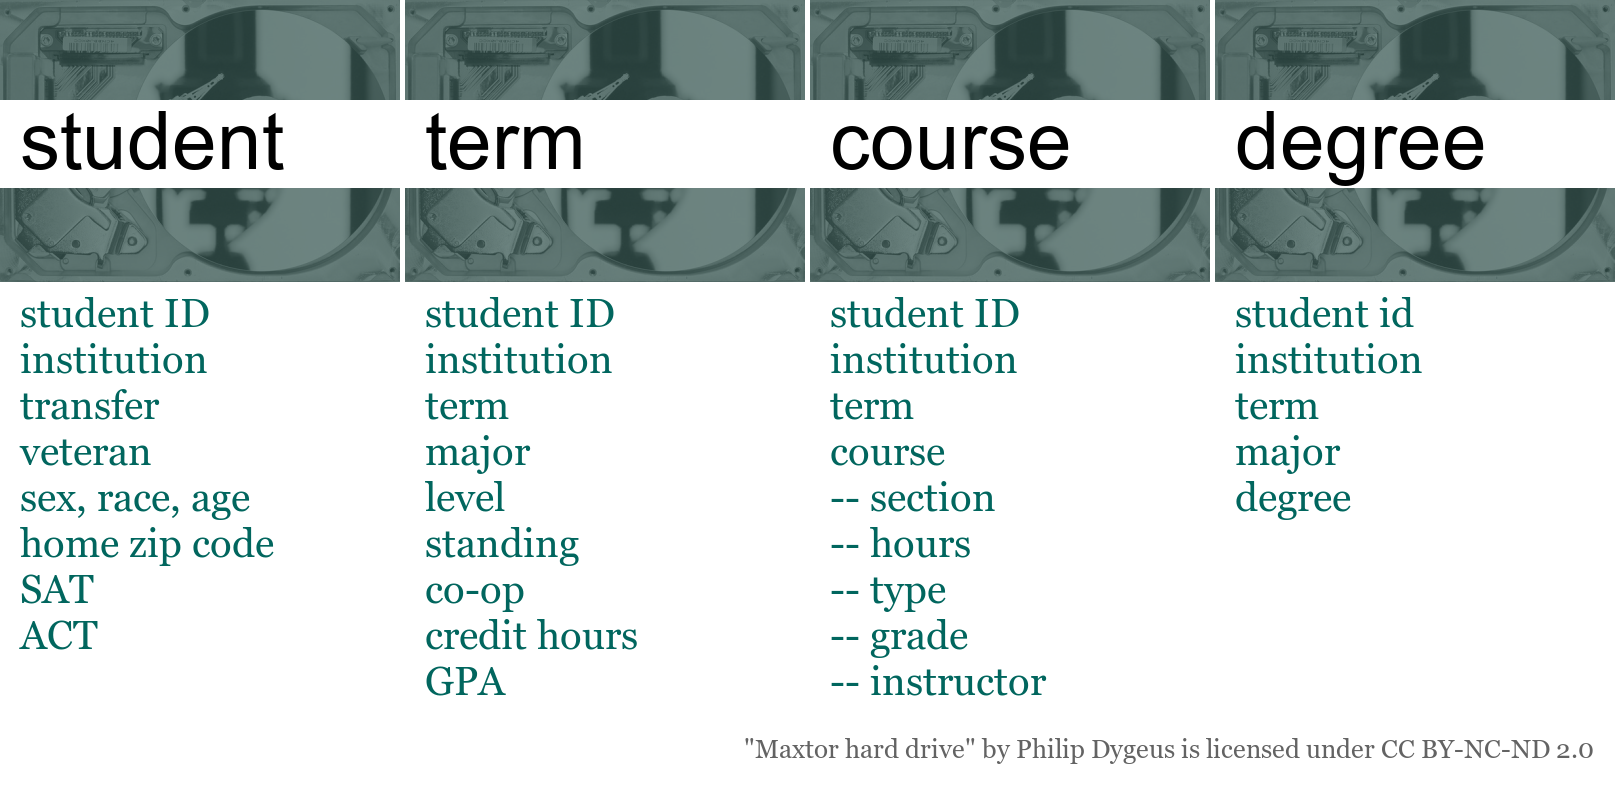 student
student ID
institution
transfer
veteran
sex, race, age
home zip code
SAT
ACT
term
student ID
institution
term
major
level
standing
co-op
credit hours
GPA
course
student ID
institution
term
course
-- section
-- hours
-- type
-- grade
-- instructor
degree
student id
institution
term
major
degree
"Maxtor hard drive" by Philip Dygeus is licensed under CC BY-NC-ND 2.0